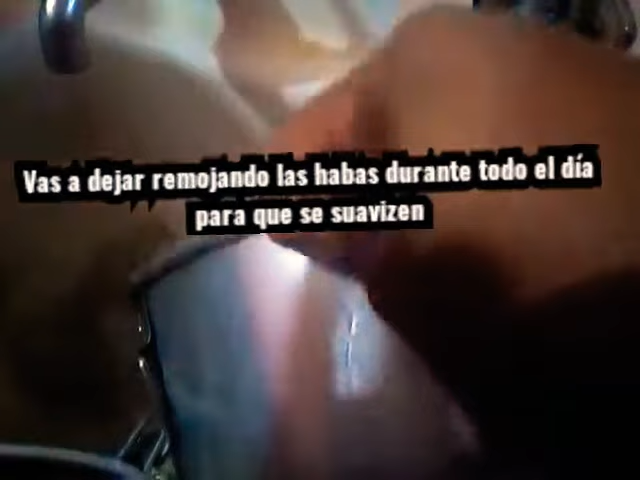 Vas a dejar remojando las habas durante todo el día
para que se suavizen